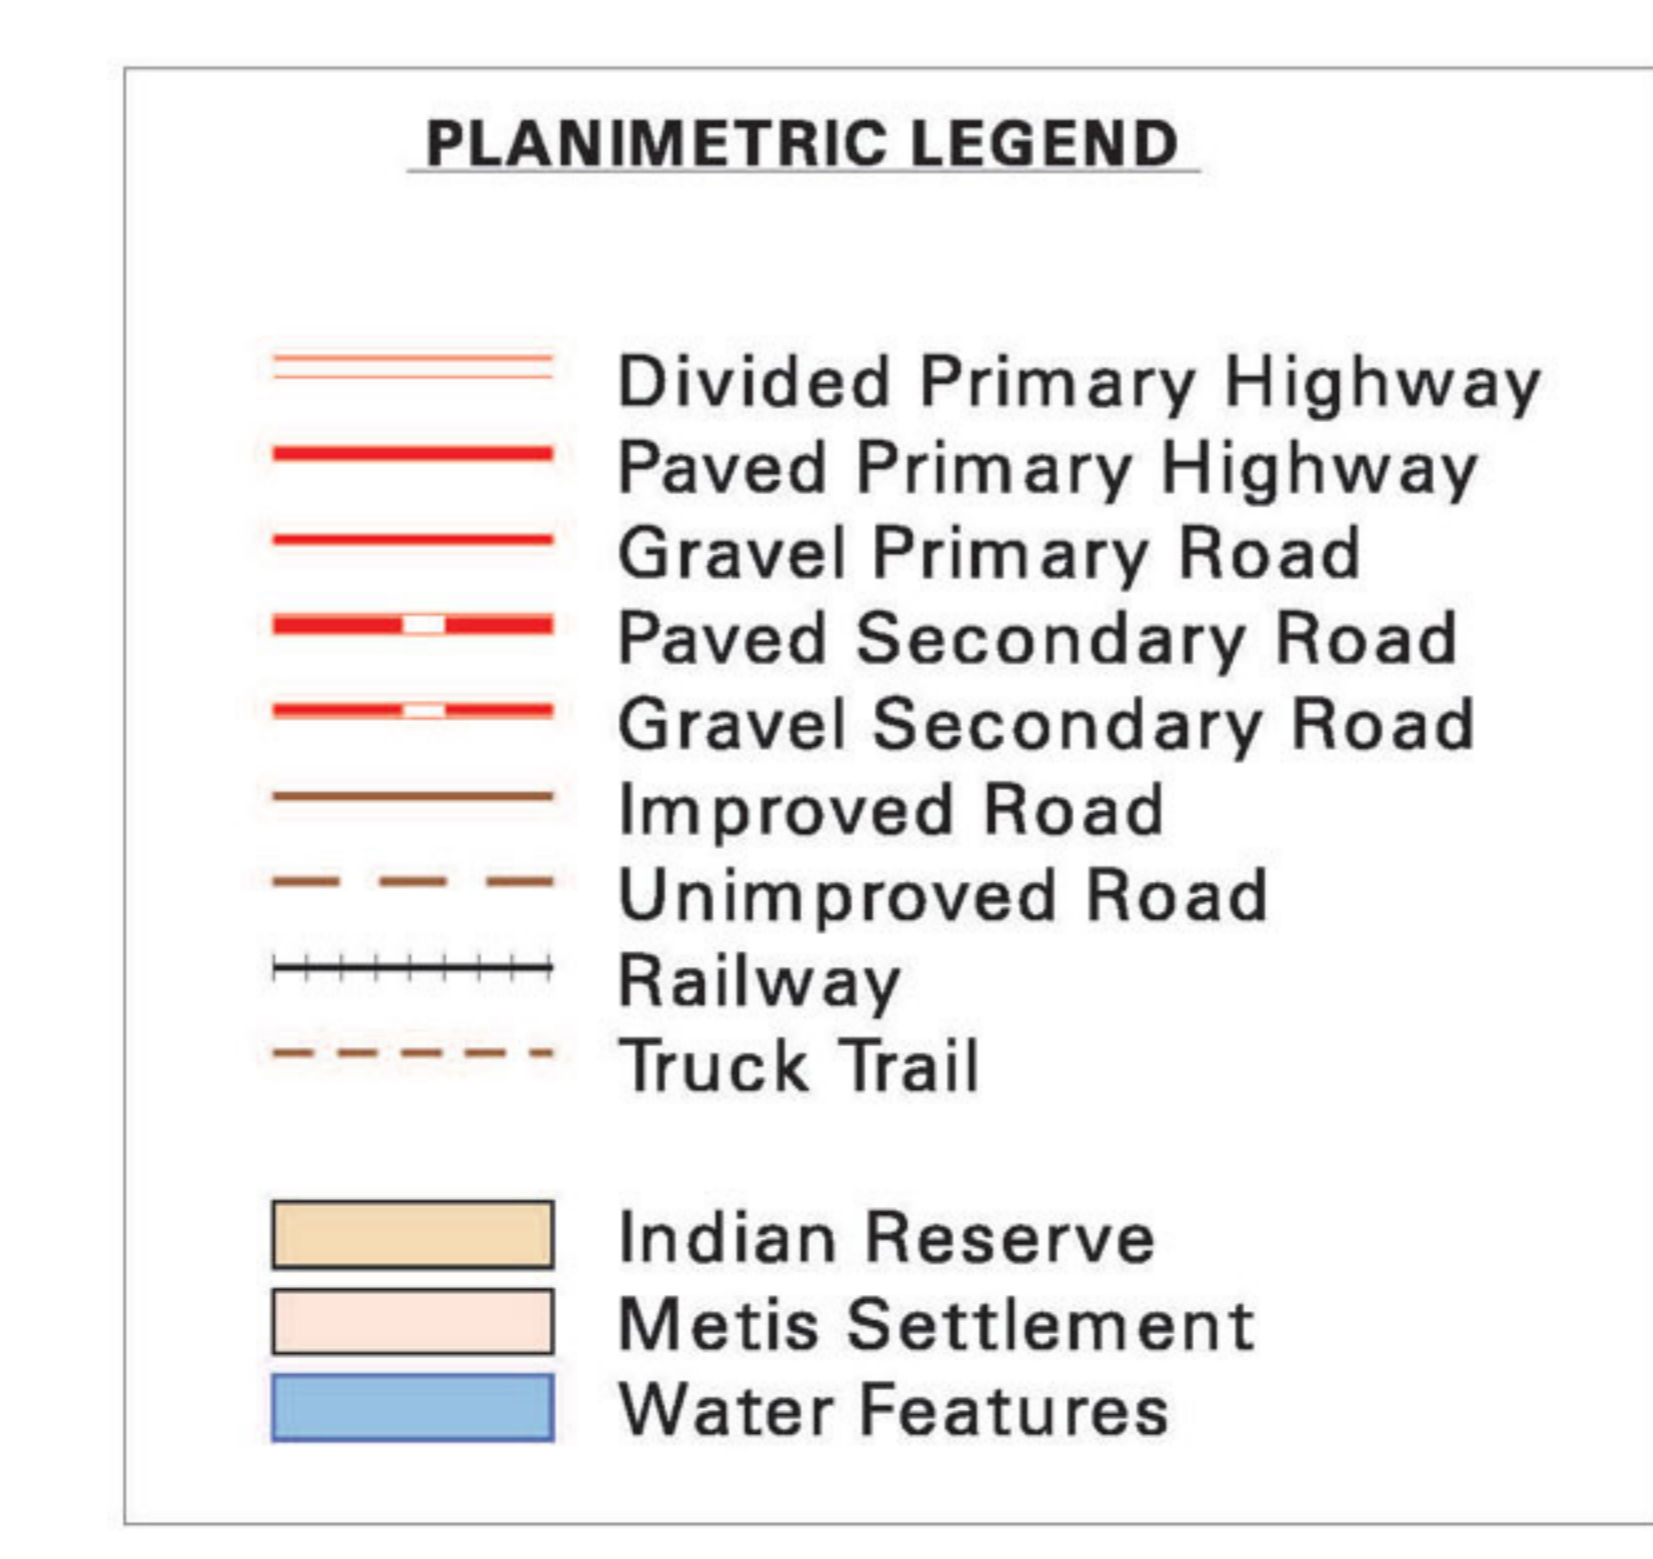 PLANIMETRIC LEGEND
Divided Primary Highway
Paved Primary Highway
Gravel Primary Road
Paved Secondary Road
Gravel Secondary Road
Improved Road
Unimproved Road
Railway
Truck Trail
Indian Reserve
Metis Settlement
Water Features